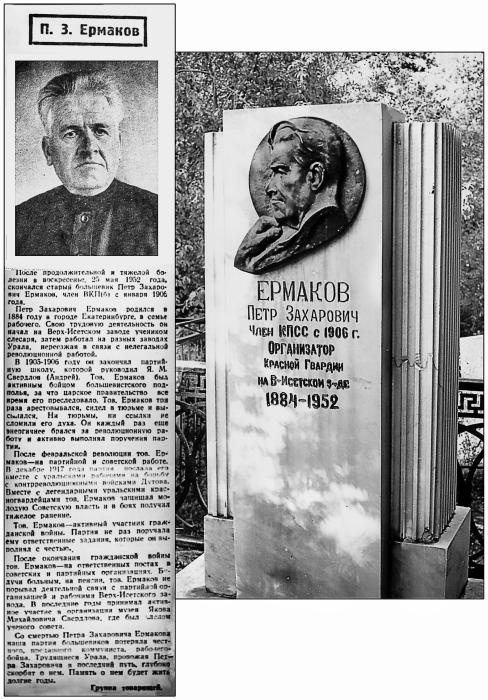 П. З. Ермаков
После продолжительной и тяжелой бо-
лезни в воскресенье, 25 мая 1952 года,
скончался старый большевик Петр Захаро-
вич Ермаков, член ВКП(б) с января 1906
года.
Петр Захарович Ермаков родился в
1884 году в городе Екатеринбурге, в семье
рабочего. Свою трудовую деятельность он
начал на Верх-Исетском заводе учеником
слесаря, затем работал на разных заводах
Урала, переезжая в связи с нелегальной
революционной работой.
В 1905-1906 году он закончил партий-
ную школу, которой руководил Я. М.
Свердлов (Андрей). Тов. Ермаков был
активным бойцом большевистского под-
полья, за что царское правительство все
время его преследовало. Тов. Ермаков три
раза арестовывался, сидел в тюрьме и вы-
сылался. Ни тюрьмы, ни ссылки не
сломили его духа. Он каждый раз еще
энергичнее брался за революционную ра-
боту и активно выполнял поручения пар-
тии.
После февральской революции тов. Ер-
маков—на партийной и советской работе.
В декабре 1917 года партия послала его
вместе с уральскими рабочими на борьбу
с контрреволюционными войсками Дутова.
Вместе с легендарными уральскими крас-
ногвардейцами тов. Ермаков защищал мо-
лодую Советскую власть и в боях получил
тяжелое ранение.
Тов. Ермаков—активный участник граж-
данской войны. Партия не раз поручала
ему ответственные задания, которые он вы-
полнял с честью.
После окончания гражданской войны
тов. Ермаков—на ответственных постах в
советских и партийных организациях. Бу-
дучи больным, на пенсии, тов. Ермаков не
порывал деятельной связи с партийной ор-
ганизацией и рабочими Верх-Исетского за-
вода. В последние годы принимал актив-
ное участие в организации музея Якова
Михайловича Свердлова, где был членом
ученого совета.
Со смертью Петра Захаровича Ермакова
наша партия большевиков потеряла чест-
ного, преданного коммуниста, рабочего-
бойца. Трудящиеся Урала, провожая Пет-
ра Захаровича в последний путь, глубоко
скорбят о нем. Память о нем будет жить
долгие годы.
Группа товарищей.
ЕРМАКОВ
ПЕТР ЗАХАРОВИЧ
ЧЛЕН КПСС С 1906 Г.
ОРГАНИЗАТОР
КРАСНОЙ ГВАРДИИ
НА В-ИСЕТСКОМ З-ДЕ
1884-1952